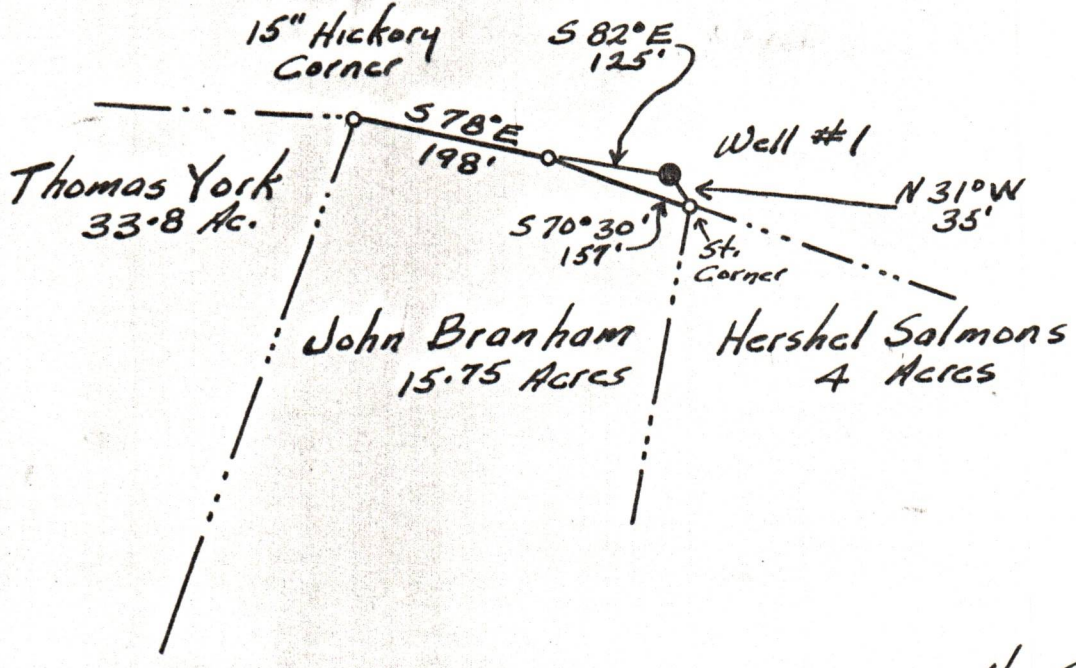 15" Hickory
Corner
S 82° E
125'
S 78° E
198'
Well #1
Thomas York
33.8 Ac.
N 31° W
35'
S 70° 30'
157'
St.
Corner
John Branham
15.75 Acres
Hershel Salmons
4 Acres